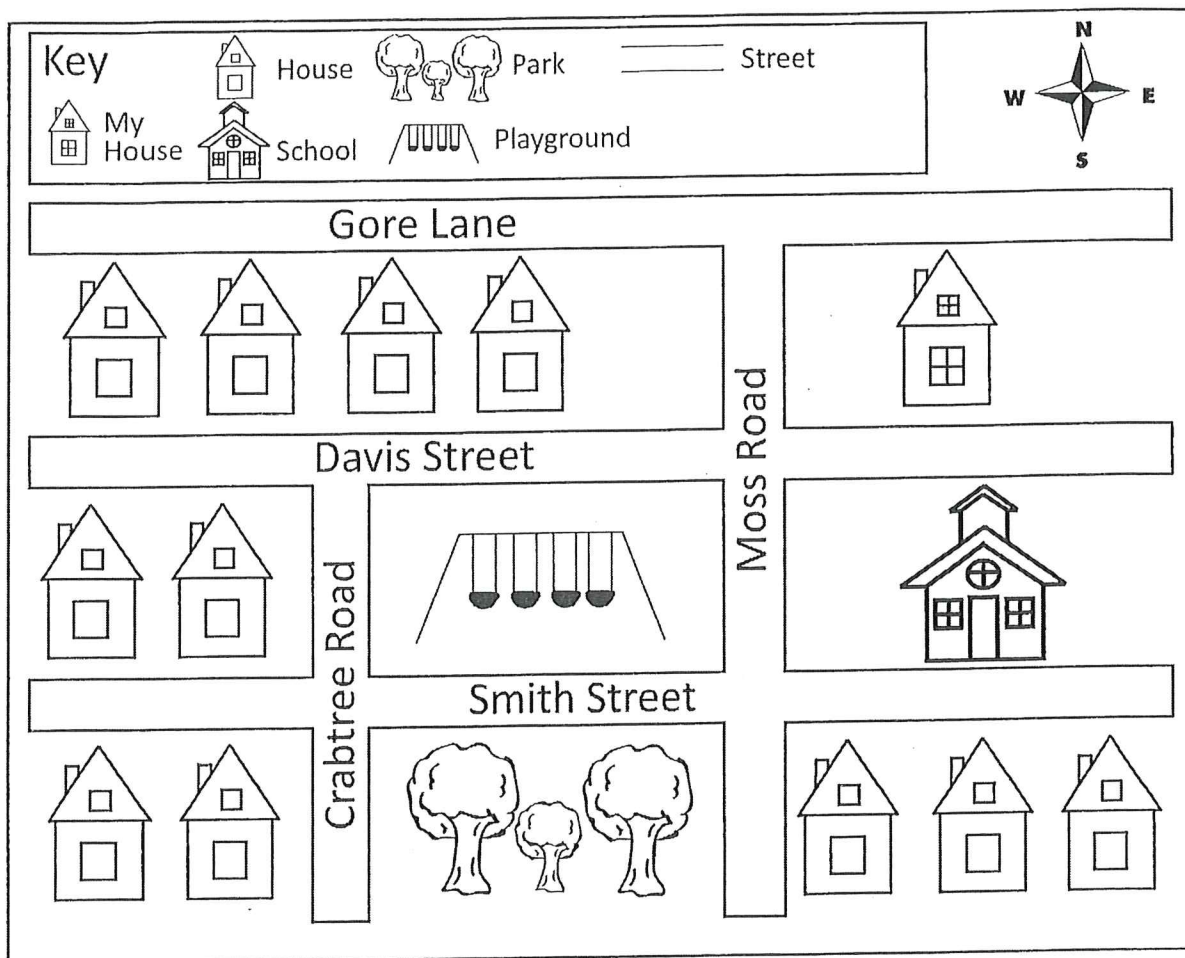 Key
House
Park
Street
My
House
School
Playground
N
W
E
S
Gore Lane
Davis Street
Moss Road
Crabtree Road
Smith Street